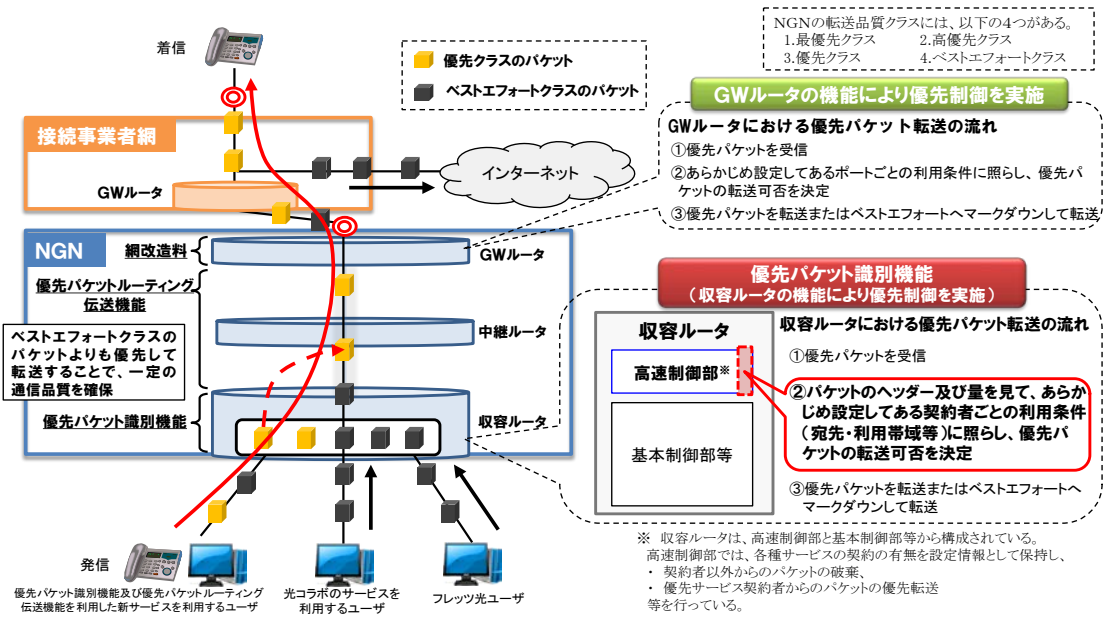 NGNの転送品質クラスには、以下の4つがある。
1.最優先クラス 2.高優先クラス
3.優先クラス 4.ベストエフォートクラス
着信
優先クラスのパケット
ベストエフォートクラスのパケット
GWルータの機能により優先制御を実施
GWルータにおける優先パケット転送の流れ
①優先パケットを受信
②あらかじめ設定してあるポートごとの利用条件に照らし、優先パ
ケットの転送可否を決定
③優先パケットを転送またはベストエフォートへマークダウンして転送
接続事業者網
GWルータ
インターネット
NGN
網改造料
GWルータ
優先パケットルーティング
伝送機能
中継ルータ
ベストエフォートクラスの
パケットよりも優先して
転送することで、一定の
通信品質を確保
優先パケット識別機能
収容ルータ
優先パケット識別機能
(収容ルータの機能により優先制御を実施)
収容ルータ
高速制御部※
基本制御部等
収容ルータにおける優先パケット転送の流れ
①優先パケットを受信
②パケットのヘッダー及び量を見て、あらか
じめ設定してある契約者ごとの利用条件
(宛先・利用帯域等)に照らし、優先パ
ケットの転送可否を決定
③優先パケットを転送またはベストエフォートへ
マークダウンして転送
※ 収容ルータは、高速制御部と基本制御部等から構成されている。
高速制御部では、各種サービスの契約の有無を設定情報として保持し、
・ 契約者以外からのパケットの破棄、
・ 優先サービス契約者からのパケットの優先転送
等を行っている。
発信
優先パケット識別機能及び優先パケットルーティング
伝送機能を利用した新サービスを利用するユーザ
光コラボのサービスを
利用するユーザ
フレッツ光ユーザ